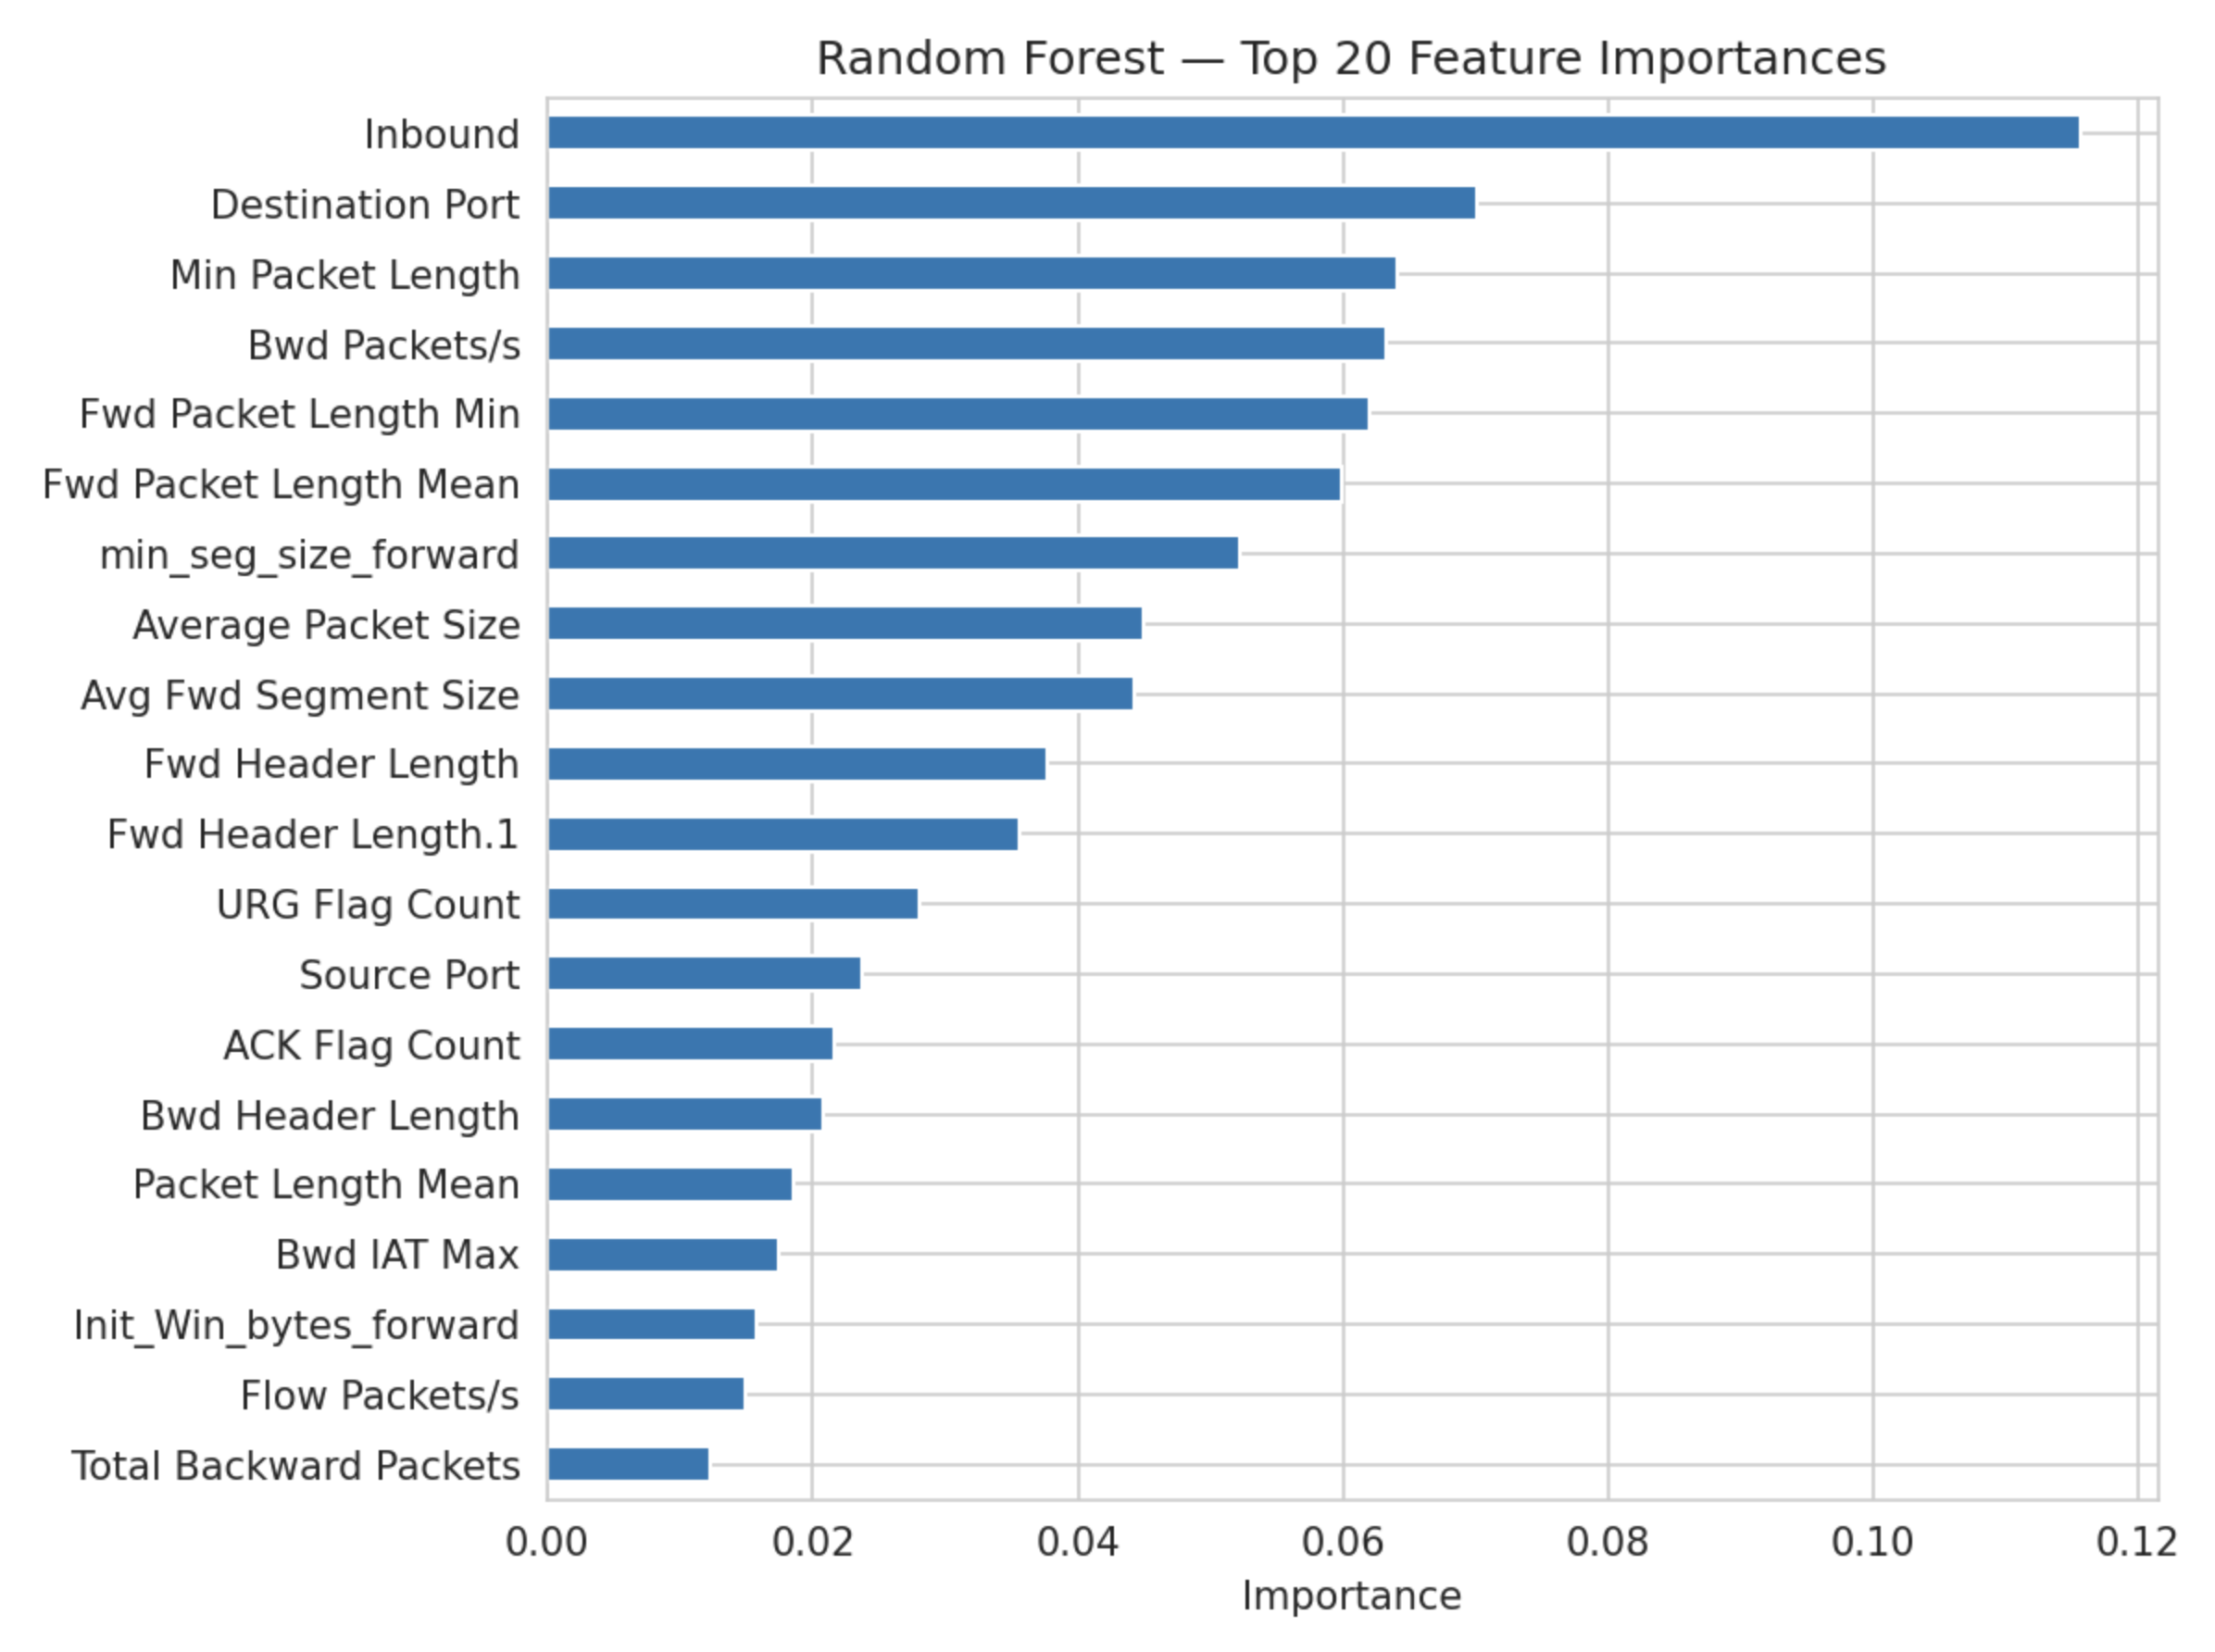 Random Forest — Top 20 Feature Importances
Inbound
Destination Port
Min Packet Length
Bwd Packets/s
Fwd Packet Length Min
Fwd Packet Length Mean
min_seg_size_forward
Average Packet Size
Avg Fwd Segment Size
Fwd Header Length
Fwd Header Length.1
URG Flag Count
Source Port
ACK Flag Count
Bwd Header Length
Packet Length Mean
Bwd IAT Max
Init_Win_bytes_forward
Flow Packets/s
Total Backward Packets
0.00 0.02 0.04 0.06 0.08 0.10 0.12
Importance